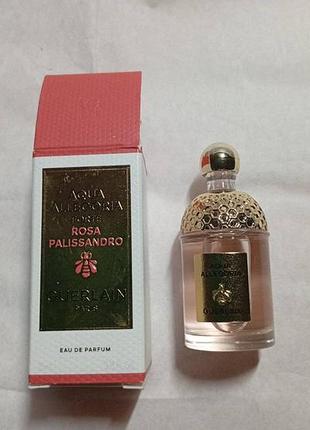 AQUA
ALLEGORIA
FORTE
ROSA
PALISSANDRO
GUERLAIN
PARIS
EAU DE PARFUM
AQUA
ALLEGORIA
GUERLAIN